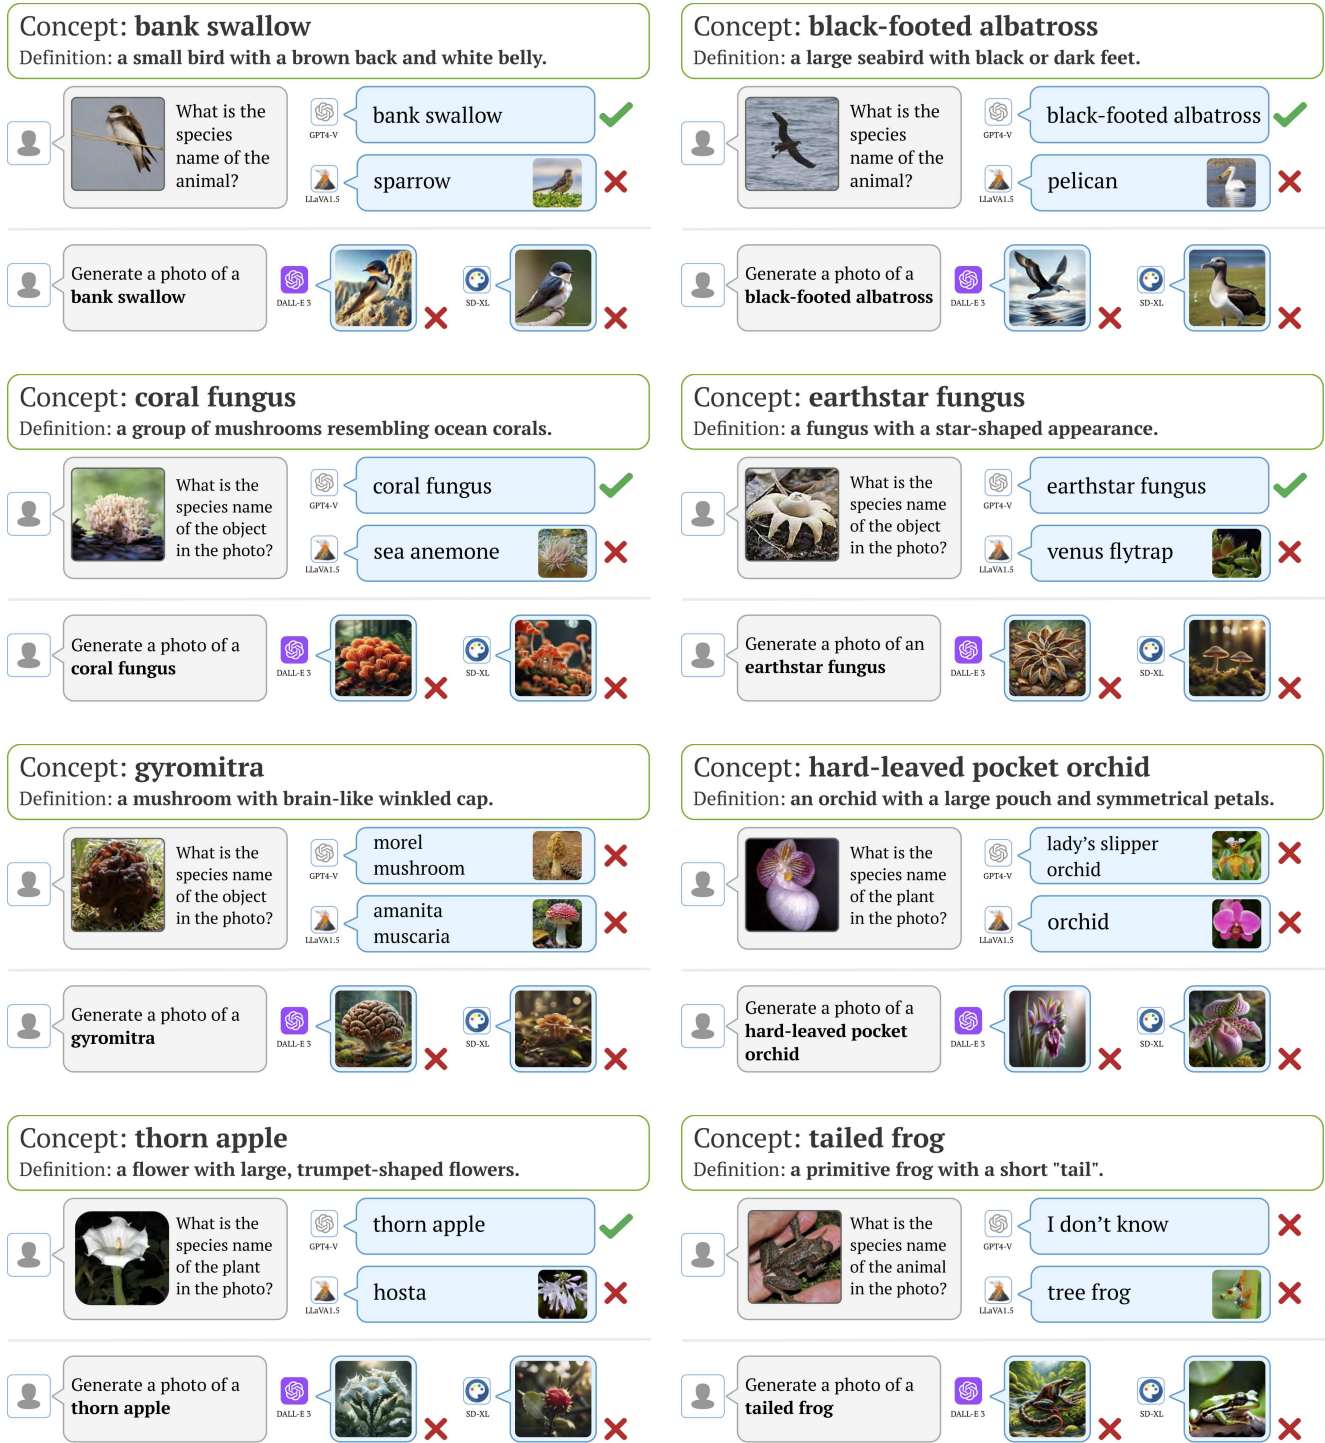 Concept: bank swallow
Definition: a small bird with a brown back and white belly.
What is the
species
name of the
animal?
GPT4-V
bank swallow
LLaVA1.5
sparrow
Generate a photo of a
bank swallow
DALL-E 3
SD-XL
Concept: black-footed albatross
Definition: a large seabird with black or dark feet.
What is the
species
name of the
animal?
GPT4-V
black-footed albatross
LLaVA1.5
pelican
Generate a photo of a
black-footed albatross
DALL-E 3
SD-XL
Concept: coral fungus
Definition: a group of mushrooms resembling ocean corals.
What is the
species name
of the object
in the photo?
GPT4-V
coral fungus
LLaVA1.5
sea anemone
Generate a photo of a
coral fungus
DALL-E 3
SD-XL
Concept: earthstar fungus
Definition: a fungus with a star-shaped appearance.
What is the
species name
of the object
in the photo?
GPT4-V
earthstar fungus
LLaVA1.5
venus flytrap
Generate a photo of an
earthstar fungus
DALL-E 3
SD-XL
Concept: gyromitra
Definition: a mushroom with brain-like winkled cap.
What is the
species name
of the object
in the photo?
GPT4-V
morel
mushroom
LLaVA1.5
amanita
muscaria
Generate a photo of a
gyromitra
DALL-E 3
SD-XL
Concept: hard-leaved pocket orchid
Definition: an orchid with a large pouch and symmetrical petals.
What is the
species name
of the plant
in the photo?
GPT4-V
lady's slipper
orchid
LLaVA1.5
orchid
Generate a photo of a
hard-leaved pocket
orchid
DALL-E 3
SD-XL
Concept: thorn apple
Definition: a flower with large, trumpet-shaped flowers.
What is the
species name
of the plant
in the photo?
GPT4-V
thorn apple
LLaVA1.5
hosta
Generate a photo of a
thorn apple
DALL-E 3
SD-XL
Concept: tailed frog
Definition: a primitive frog with a short "tail".
What is the
species name
of the animal
in the photo?
GPT4-V
I don't know
LLaVA1.5
tree frog
Generate a photo of a
tailed frog
DALL-E 3
SD-XL